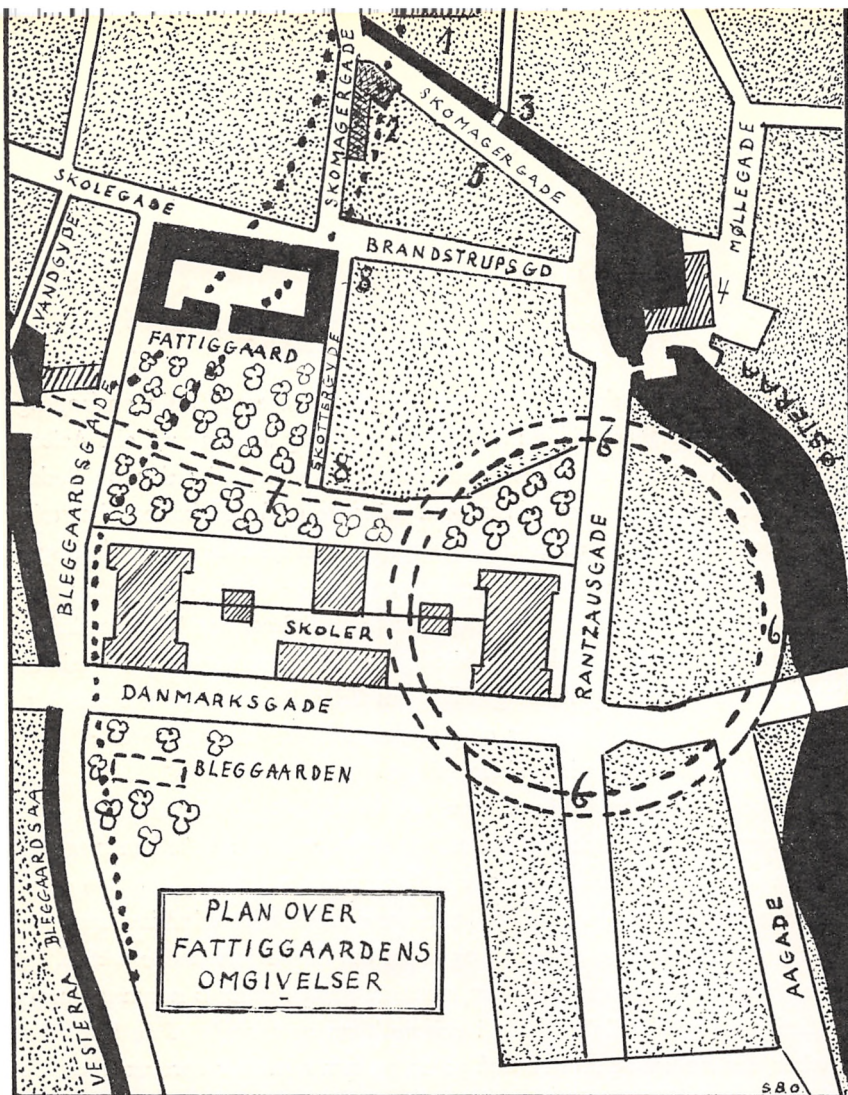 1
SKOMAGERGADE
2
SKOMAGERGADE
3
5
MØLLEGADE
SKOLEGADE
VANDGYDE
BRANDSTRUPSGD
4
8
FATTIGGAARD
SKOTTERGYDE
ØSTERAA
BLEGGAARDSGADE
8
6
7
RANTZAUSGADE
6
SKOLER
DANMARKSGADE
BLEGGAARDEN
6
BLEGGAARDSAA
VESTERAA
PLAN OVER
FATTIGGAARDENS
OMGIVELSER
AAGADE
S.B.O.